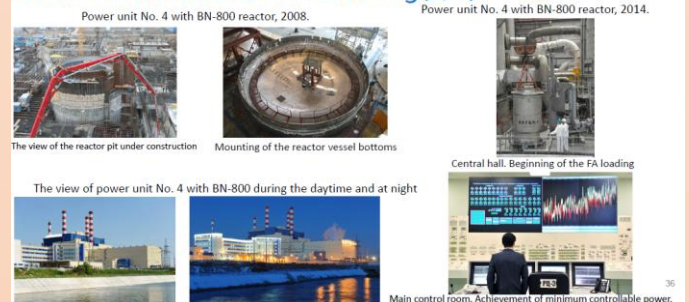 Power unit No. 4 with BN-800 reactor, 2008.
Power unit No. 4 with BN-800 reactor, 2014.
The view of the reactor pit under construction
Mounting of the reactor vessel bottoms
Central hall. Beginning of the FA loading
The view of power unit No. 4 with BN-800 during the daytime and at night
Main control room. Achievement of minimum controllable power.
36